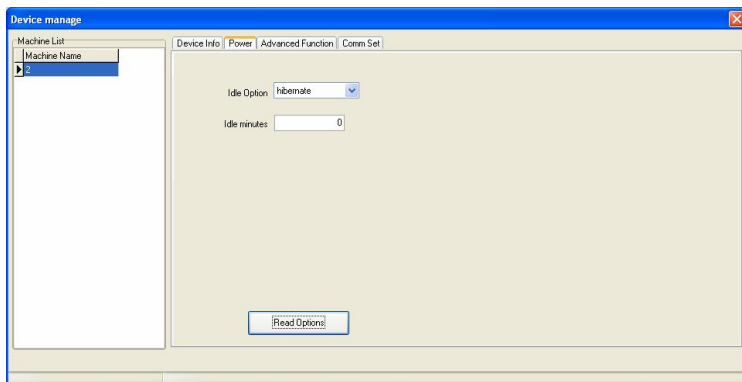 Device manage
Machine List
Machine Name
2
Device Info Power Advanced Function Comm Set
Idle Option hibernate
Idle minutes 0
Read Options